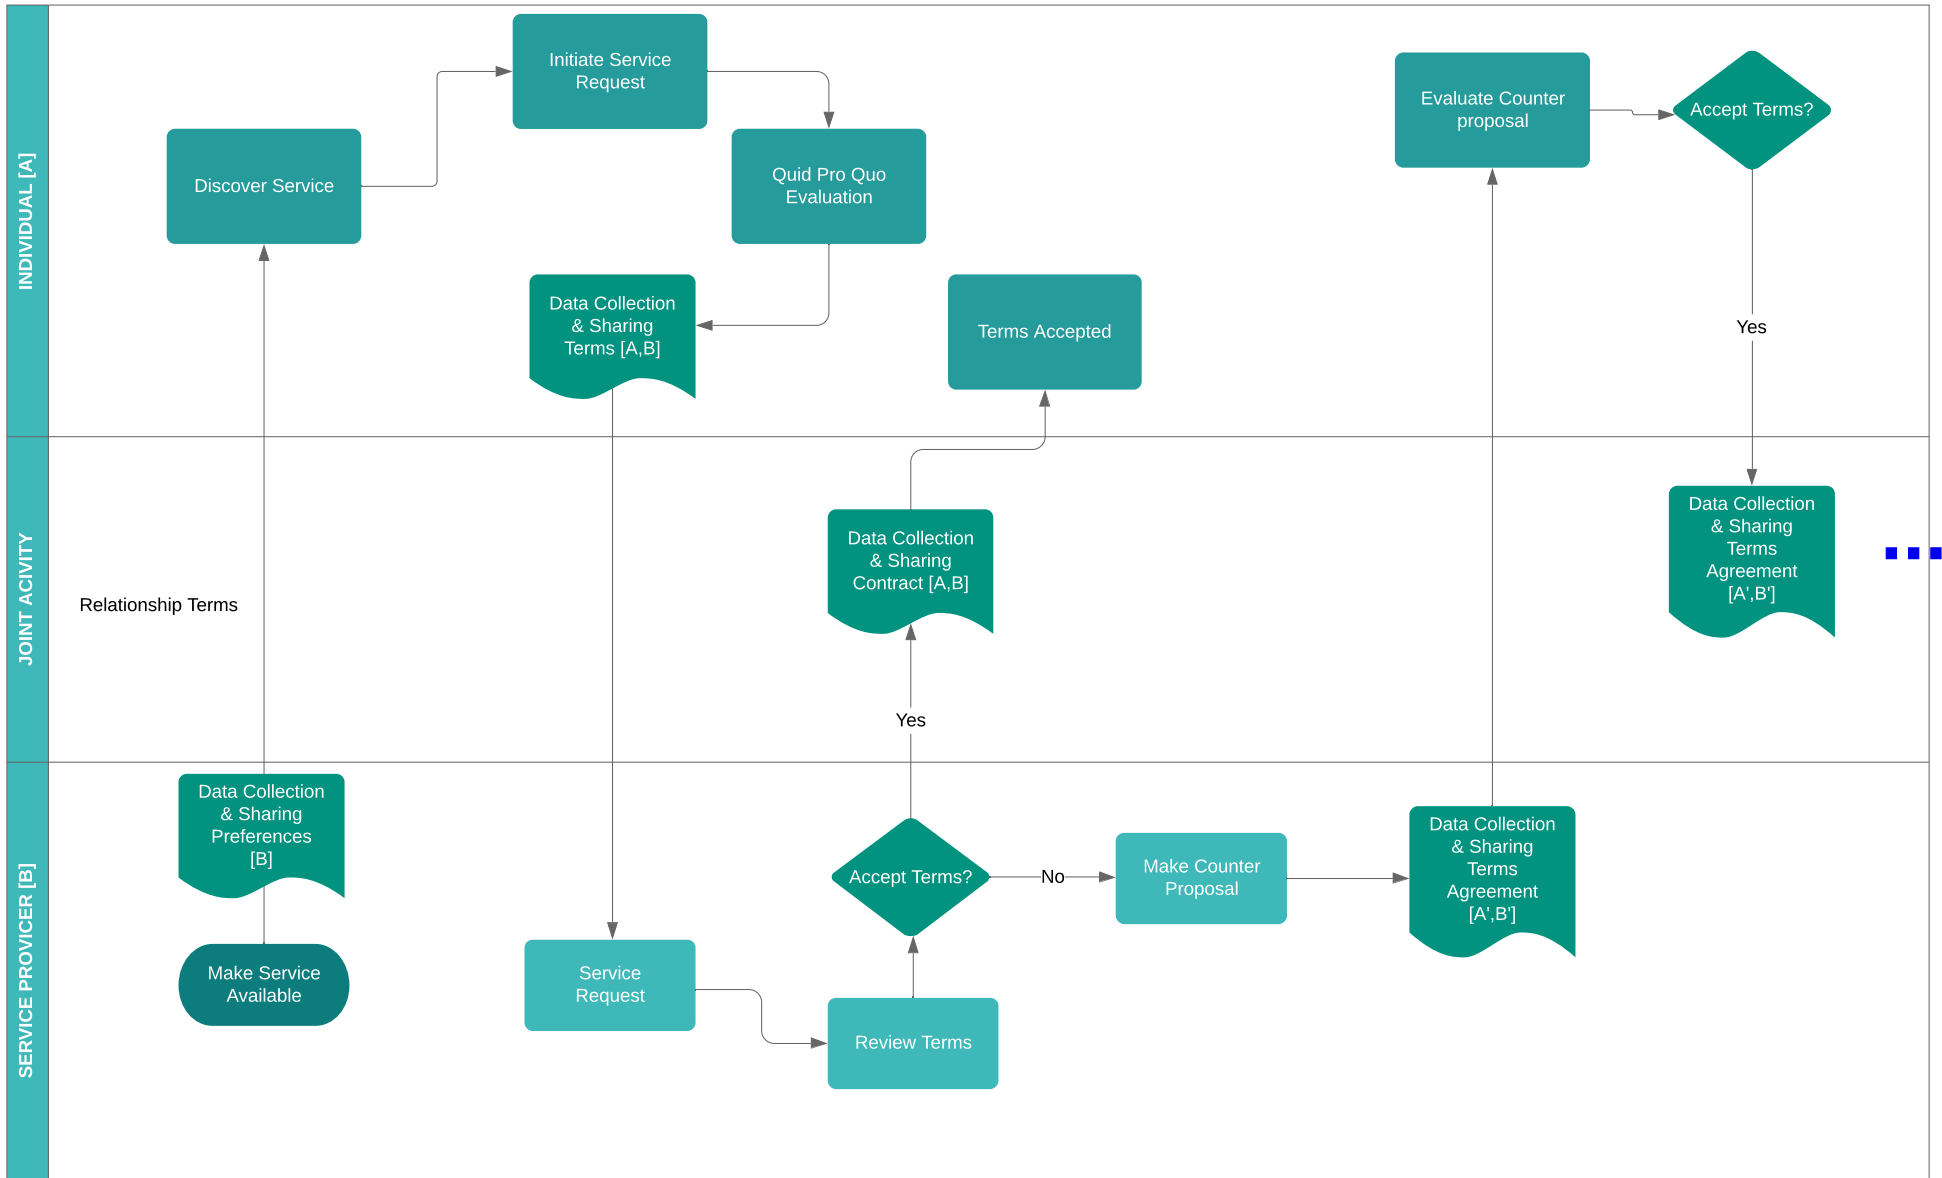 INDIVIDUAL [A]
Initiate Service
Request
Discover Service
Quid Pro Quo
Evaluation
Data Collection
& Sharing
Terms [A,B]
Terms Accepted
Evaluate Counter
proposal
Accept Terms?
Yes
JOINT ACIVITY
Relationship Terms
Data Collection
& Sharing
Contract [A,B]
Yes
Data Collection
& Sharing
Terms
Agreement
[A',B']
SERVICE PROVICER [B]
Data Collection
& Sharing
Preferences
[B]
Make Service
Available
Service
Request
Review Terms
Accept Terms?
No
Make Counter
Proposal
Data Collection
& Sharing
Terms
Agreement
[A',B']